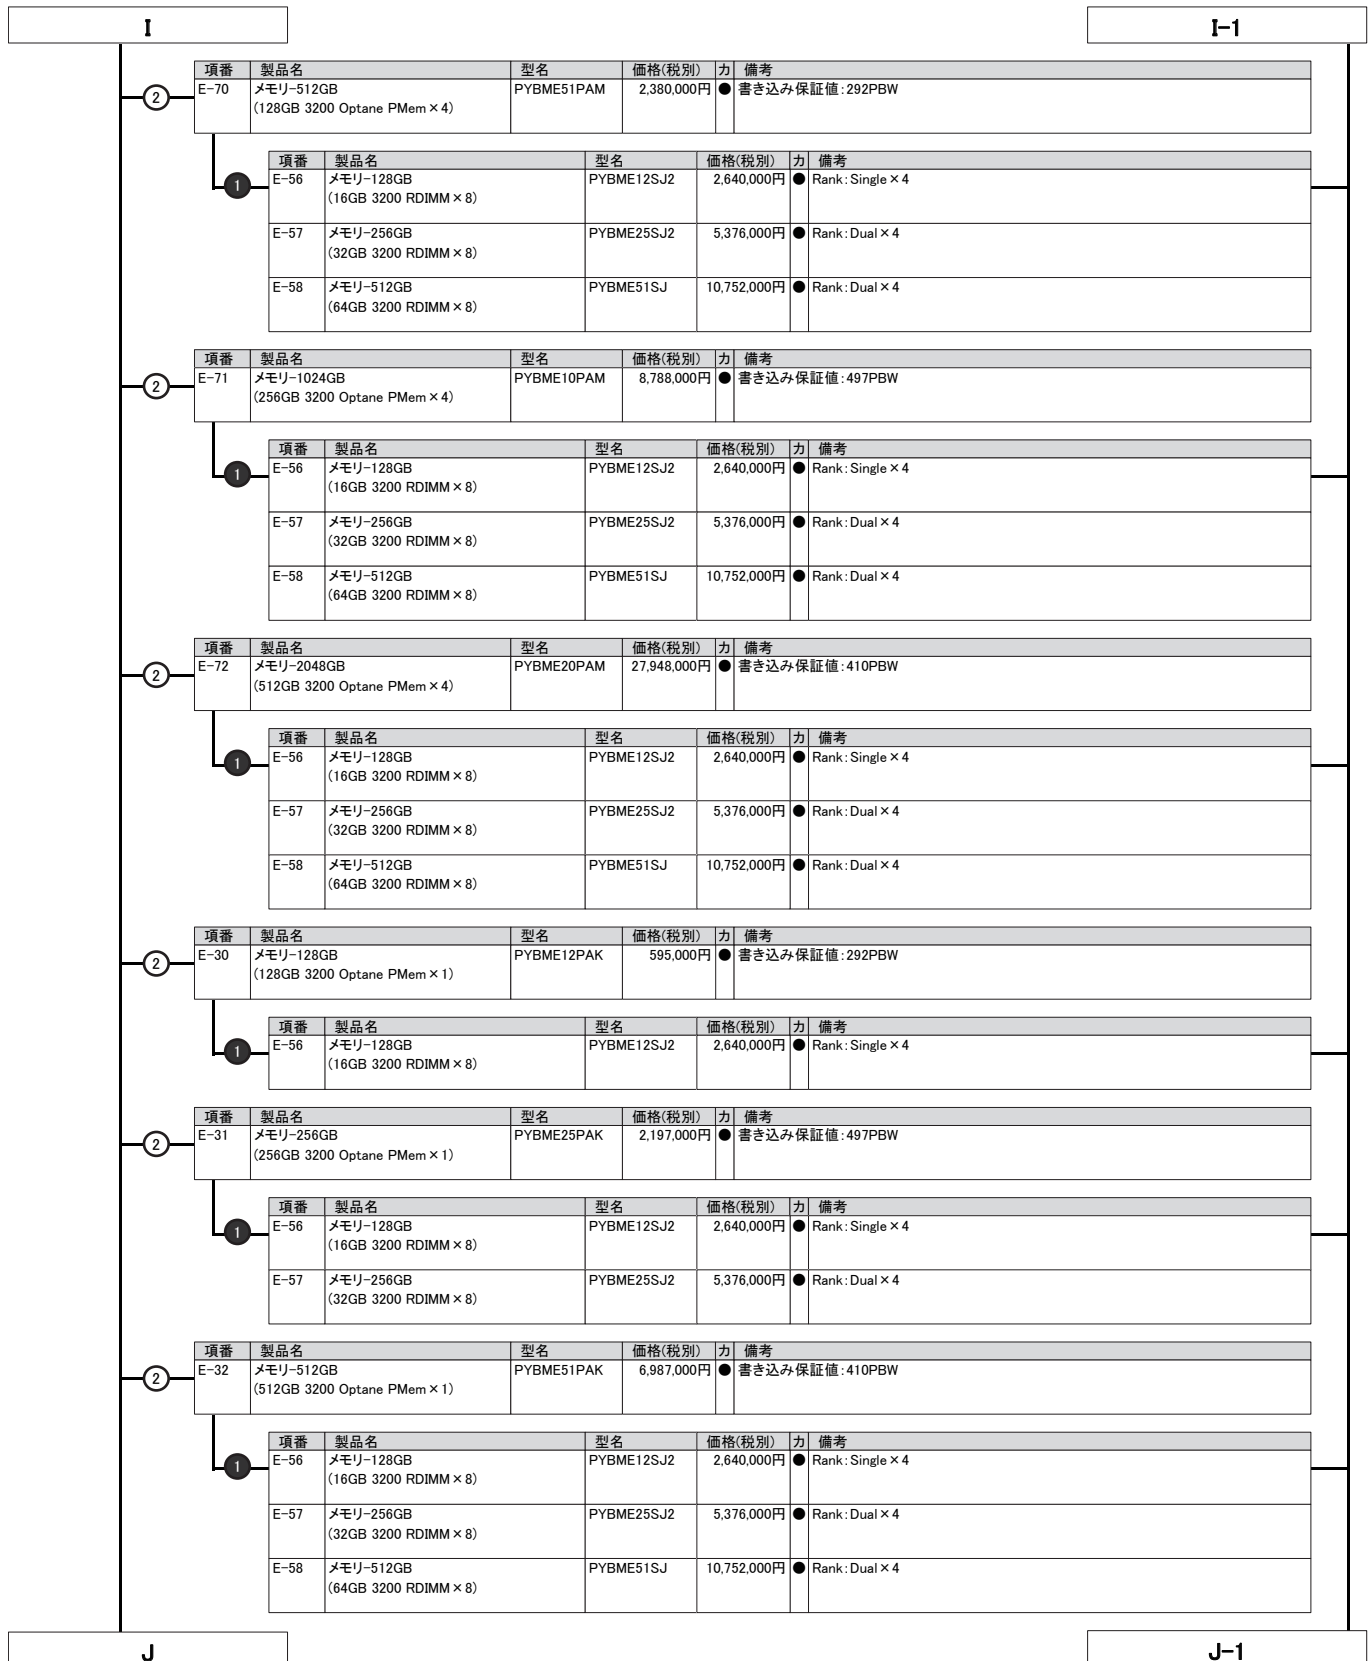 I
I-1
項番 製品名 型名 価格(税別) カ 備考
② E-70 メモリ-512GB PYBME51PAM 2,380,000円 ● 書き込み保証値:292PBW
(128GB 3200 Optane PMem×4)
項番 製品名 型名 価格(税別) カ 備考
❶ E-56 メモリ-128GB PYBME12SJ2 2,640,000円 ● Rank:Single×4
(16GB 3200 RDIMM×8)
E-57 メモリ-256GB PYBME25SJ2 5,376,000円 ● Rank:Dual×4
(32GB 3200 RDIMM×8)
E-58 メモリ-512GB PYBME51SJ 10,752,000円 ● Rank:Dual×4
(64GB 3200 RDIMM×8)
項番 製品名 型名 価格(税別) カ 備考
② E-71 メモリ-1024GB PYBME10PAM 8,788,000円 ● 書き込み保証値:497PBW
(256GB 3200 Optane PMem×4)
項番 製品名 型名 価格(税別) カ 備考
❶ E-56 メモリ-128GB PYBME12SJ2 2,640,000円 ● Rank:Single×4
(16GB 3200 RDIMM×8)
E-57 メモリ-256GB PYBME25SJ2 5,376,000円 ● Rank:Dual×4
(32GB 3200 RDIMM×8)
E-58 メモリ-512GB PYBME51SJ 10,752,000円 ● Rank:Dual×4
(64GB 3200 RDIMM×8)
項番 製品名 型名 価格(税別) カ 備考
② E-72 メモリ-2048GB PYBME20PAM 27,948,000円 ● 書き込み保証値:410PBW
(512GB 3200 Optane PMem×4)
項番 製品名 型名 価格(税別) カ 備考
❶ E-56 メモリ-128GB PYBME12SJ2 2,640,000円 ● Rank:Single×4
(16GB 3200 RDIMM×8)
E-57 メモリ-256GB PYBME25SJ2 5,376,000円 ● Rank:Dual×4
(32GB 3200 RDIMM×8)
E-58 メモリ-512GB PYBME51SJ 10,752,000円 ● Rank:Dual×4
(64GB 3200 RDIMM×8)
項番 製品名 型名 価格(税別) カ 備考
② E-30 メモリ-128GB PYBME12PAK 595,000円 ● 書き込み保証値:292PBW
(128GB 3200 Optane PMem×1)
項番 製品名 型名 価格(税別) カ 備考
❶ E-56 メモリ-128GB PYBME12SJ2 2,640,000円 ● Rank:Single×4
(16GB 3200 RDIMM×8)
項番 製品名 型名 価格(税別) カ 備考
② E-31 メモリ-256GB PYBME25PAK 2,197,000円 ● 書き込み保証値:497PBW
(256GB 3200 Optane PMem×1)
項番 製品名 型名 価格(税別) カ 備考
❶ E-56 メモリ-128GB PYBME12SJ2 2,640,000円 ● Rank:Single×4
(16GB 3200 RDIMM×8)
E-57 メモリ-256GB PYBME25SJ2 5,376,000円 ● Rank:Dual×4
(32GB 3200 RDIMM×8)
項番 製品名 型名 価格(税別) カ 備考
② E-32 メモリ-512GB PYBME51PAK 6,987,000円 ● 書き込み保証値:410PBW
(512GB 3200 Optane PMem×1)
項番 製品名 型名 価格(税別) カ 備考
❶ E-56 メモリ-128GB PYBME12SJ2 2,640,000円 ● Rank:Single×4
(16GB 3200 RDIMM×8)
E-57 メモリ-256GB PYBME25SJ2 5,376,000円 ● Rank:Dual×4
(32GB 3200 RDIMM×8)
E-58 メモリ-512GB PYBME51SJ 10,752,000円 ● Rank:Dual×4
(64GB 3200 RDIMM×8)
J
J-1